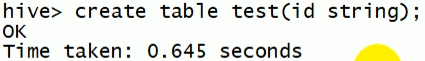 hive> create table test(id string);
OK
Time taken: 0.645 seconds